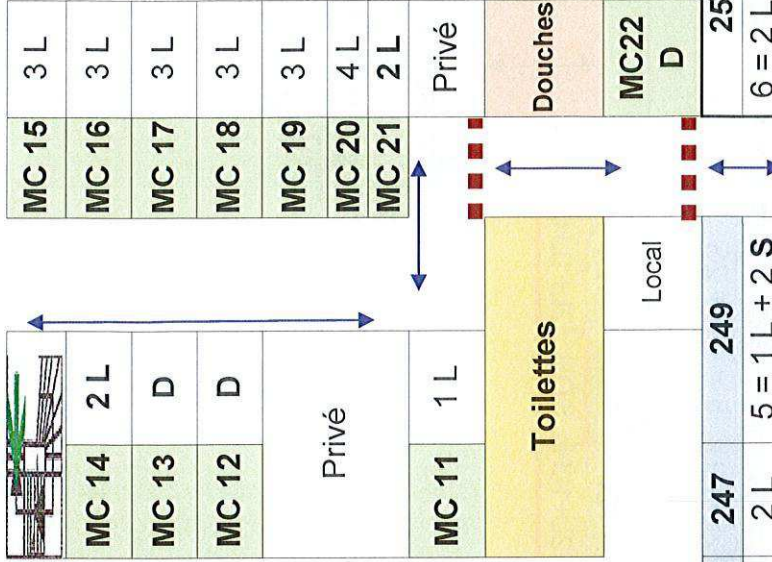 MC 15 3 L
MC 16 3 L
MC 14 2 L MC 17 3 L
MC 13 D MC 18 3 L
MC 12 D MC 19 3 L
MC 20 4 L
Privé MC 21 2 L
MC 11 1 L Privé
Toilettes Douches
Local MC22
D
247 249 25
2 L 5 = 1 L + 2 S 6 = 2 L